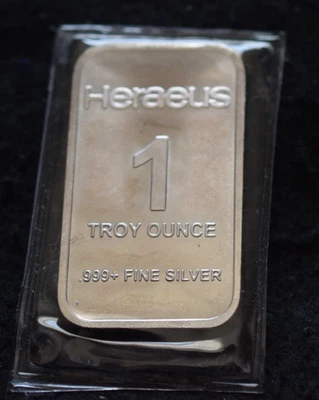 Heraeus
1
TROY OUNCE
.999+ FINE SILVER